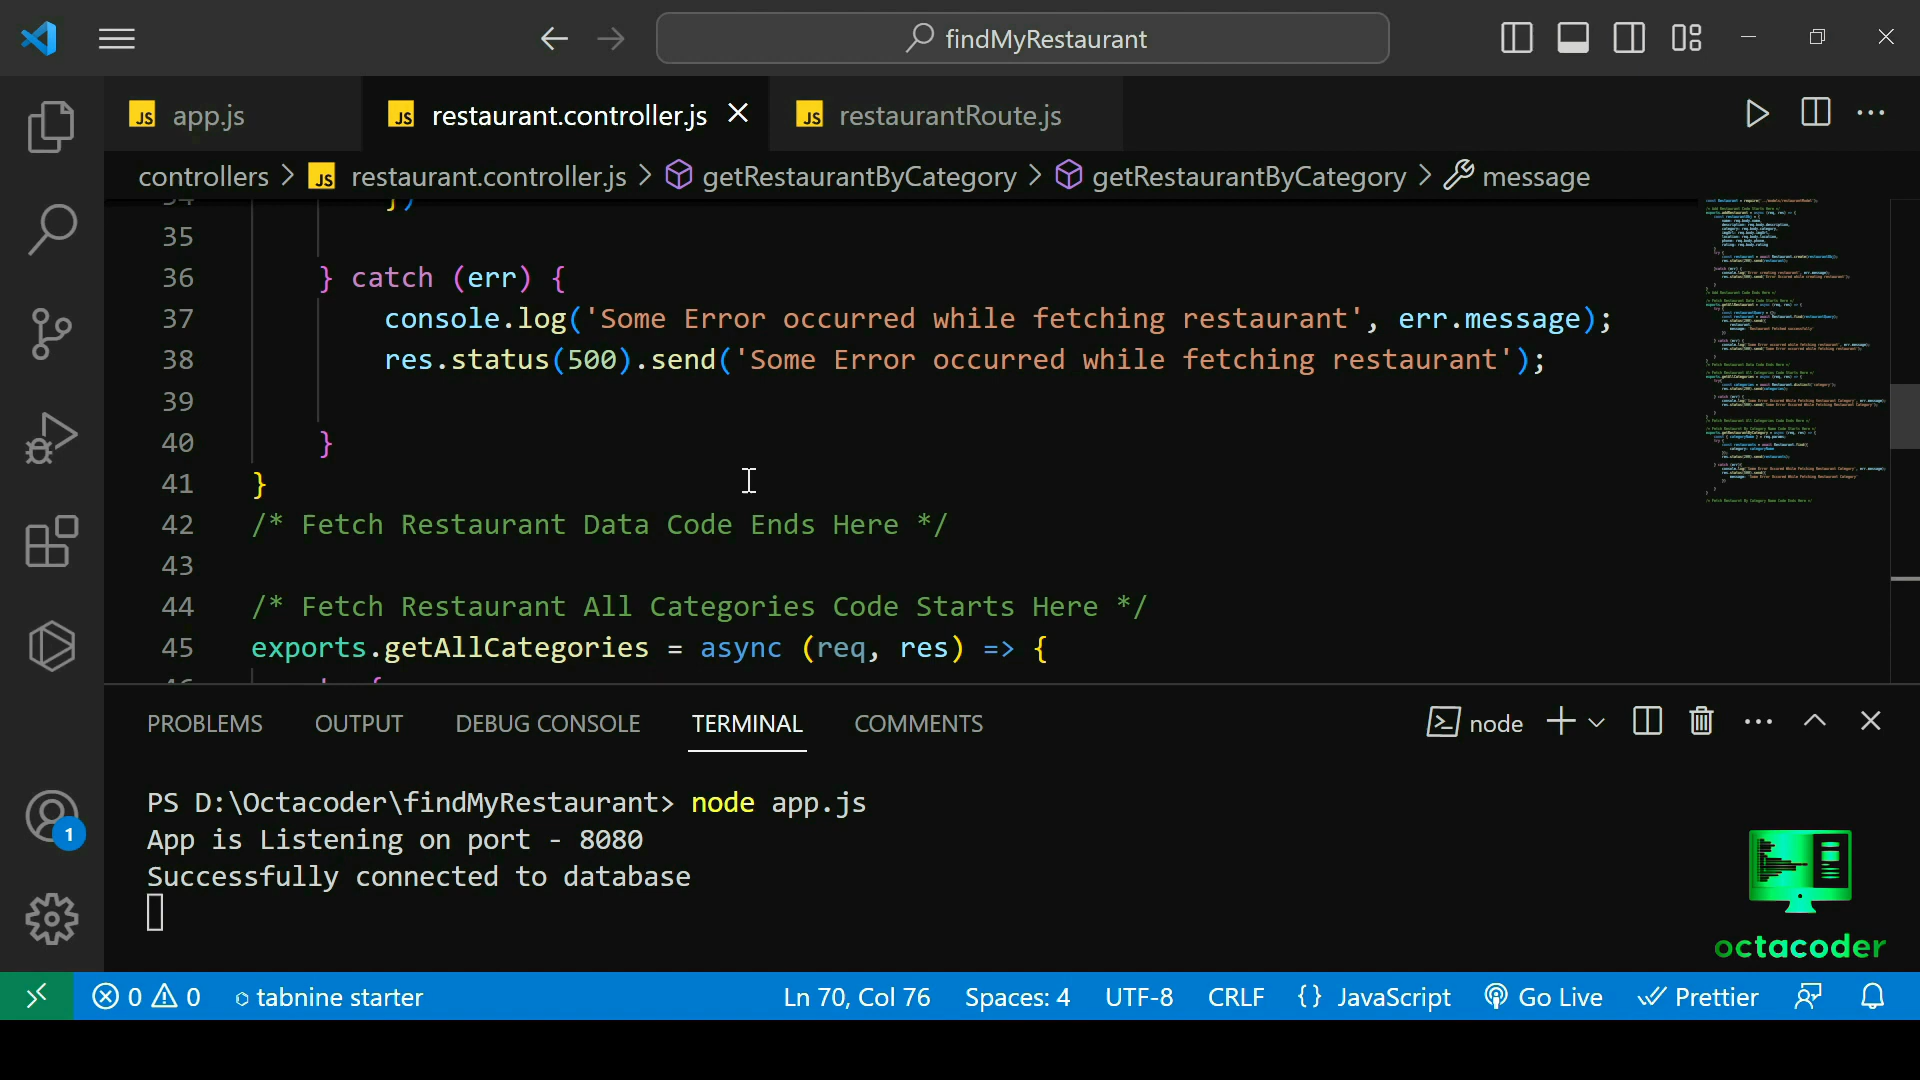 findMyRestaurant
JS app.js
JS restaurant.controller.js
JS restaurantRoute.js
controllers > JS restaurant.controller.js > getRestaurantByCategory > getRestaurantByCategory > message
35
36 } catch (err) {
37 console.log('Some Error occurred while fetching restaurant', err.message);
38 res.status(500).send('Some Error occurred while fetching restaurant');
39
40 }
41 }
42 /* Fetch Restaurant Data Code Ends Here */
43
44 /* Fetch Restaurant All Categories Code Starts Here */
45 exports.getAllCategories = async (req, res) => {
PROBLEMS OUTPUT DEBUG CONSOLE TERMINAL COMMENTS
node
PS D:\Octacoder\findMyRestaurant> node app.js
App is Listening on port - 8080
Successfully connected to database
octacoder
1
0 0 tabnine starter Ln 70, Col 76 Spaces: 4 UTF-8 CRLF {} JavaScript Go Live Prettier